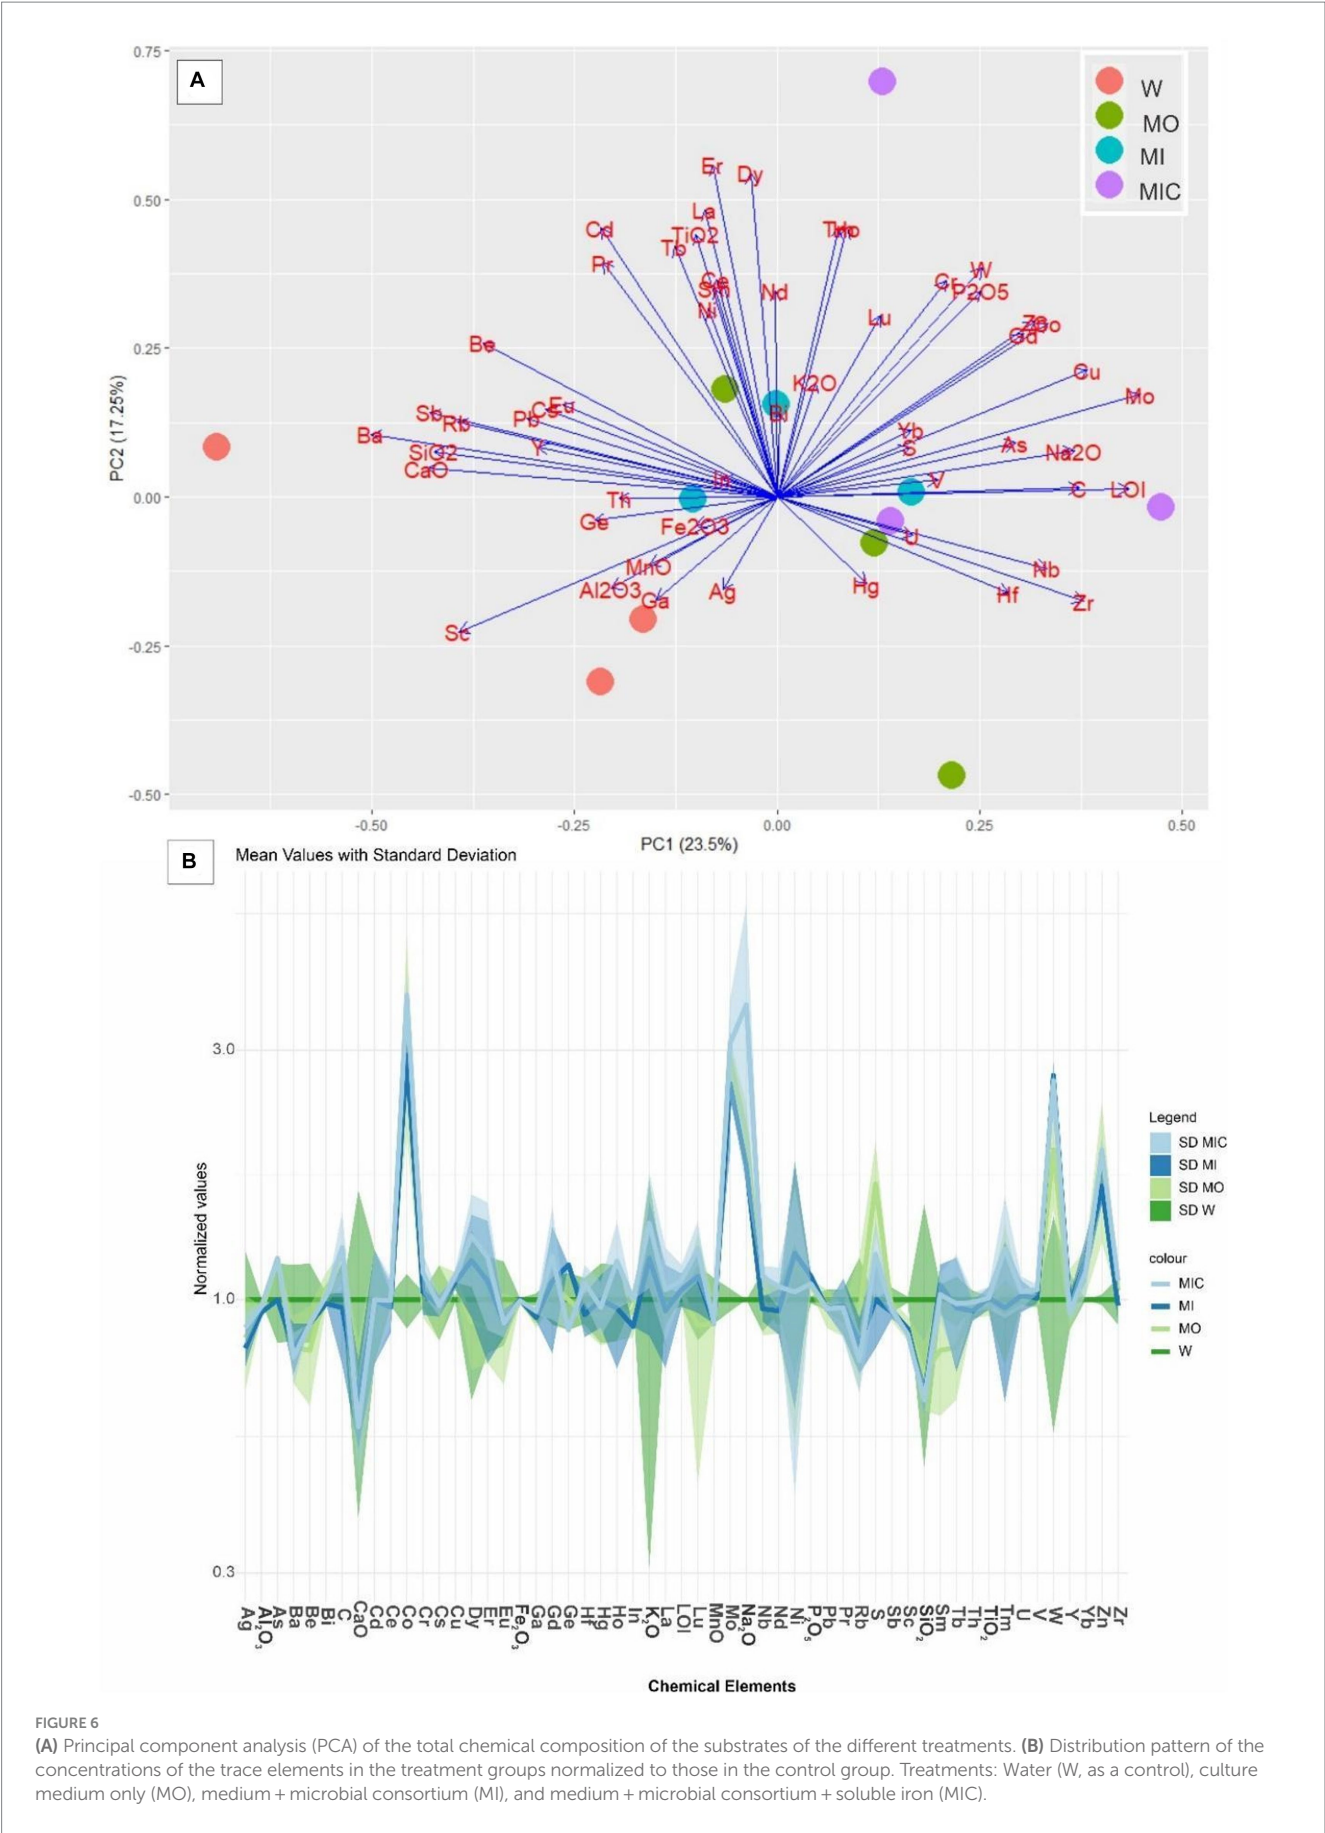 A
0.75
0.50
0.25
0.00
-0.25
-0.50
PC2 (17.25%)
W
MO
MI
MIC
Er
Dy
La
Cd
TiO2
Tb
Pr
Ce
Sm
Nd
Ni
Lu
W
Cr
P2O5
Gd
Be
K2O
Cu
Mo
Sb
Rb
Pb
Cs
Eu
Bi
Ba
Y
SiO2
CaO
Yb
S
As
Na2O
In
V
C
LOI
Th
Ge
Fe2O3
U
MnO
Al2O3
Ga
Ag
Hg
Nb
Hf
Zr
Sc
-0.50
-0.25
0.00
0.25
0.50
PC1 (23.5%)
B
Mean Values with Standard Deviation
3.0
1.0
0.3
Normalized values
Legend
SD MIC
SD MI
SD MO
SD W
colour
MIC
MI
MO
W
Ag
Al₂O₃
As
Ba
Be
Bi
C
CaO
Cd
Ce
Co
Cr
Cs
Cu
Dy
Er
Eu
Fe₂O₃
Ga
Gd
Ge
Hf
Hg
Ho
In
K₂O
La
LOI
Lu
MnO
Mo
Na₂O
Nb
Nd
Ni
P₂O₅
Pb
Pr
Rb
S
Sb
Sc
SIO₂
Sm
Tb
Th
TiO₂
Tm
U
V
W
Y
Yb
Zn
Zr
Chemical Elements
FIGURE 6
(A) Principal component analysis (PCA) of the total chemical composition of the substrates of the different treatments. (B) Distribution pattern of the
concentrations of the trace elements in the treatment groups normalized to those in the control group. Treatments: Water (W, as a control), culture
medium only (MO), medium + microbial consortium (MI), and medium + microbial consortium + soluble iron (MIC).